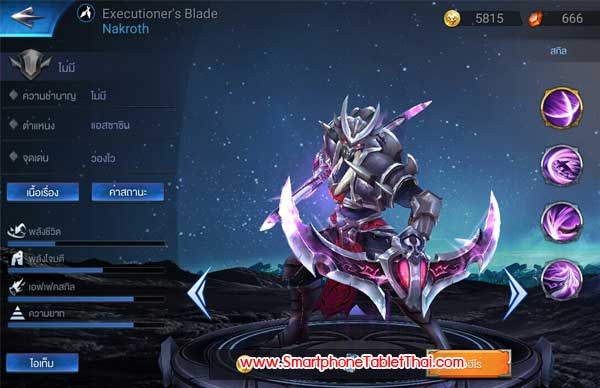 Executioner's Blade
Nakroth
5815
666
ไม่มี
สกิล
ความชำนาญ ไม่มี
ตำแหน่ง แอสซาซิน
จุดเด่น ว่องไว
เนื้อเรื่อง
ค่าสถานะ
พลังชีวิต
พลังโจมตี
เอฟเฟคสกิล
ความยาก
ไอเท็ม
www.SmartphoneTabletThai.com